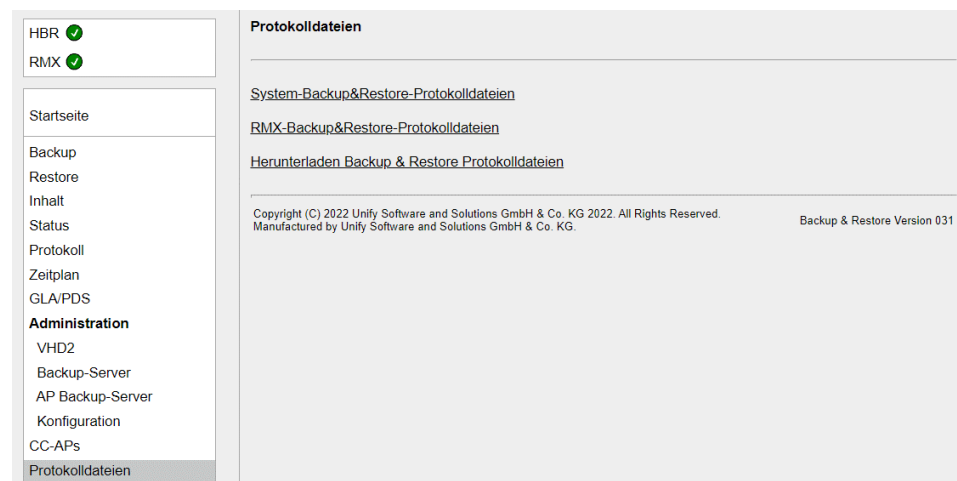 HBR
RMX
Startseite
Backup
Restore
Inhalt
Status
Protokoll
Zeitplan
GLA/PDS
Administration
VHD2
Backup-Server
AP Backup-Server
Konfiguration
CC-APs
Protokolldateien
Protokolldateien
System-Backup&Restore-Protokolldateien
RMX-Backup&Restore-Protokolldateien
Herunterladen Backup & Restore Protokolldateien
Copyright (C) 2022 Unify Software and Solutions GmbH & Co. KG 2022. All Rights Reserved.
Manufactured by Unify Software and Solutions GmbH & Co. KG.
Backup & Restore Version 031